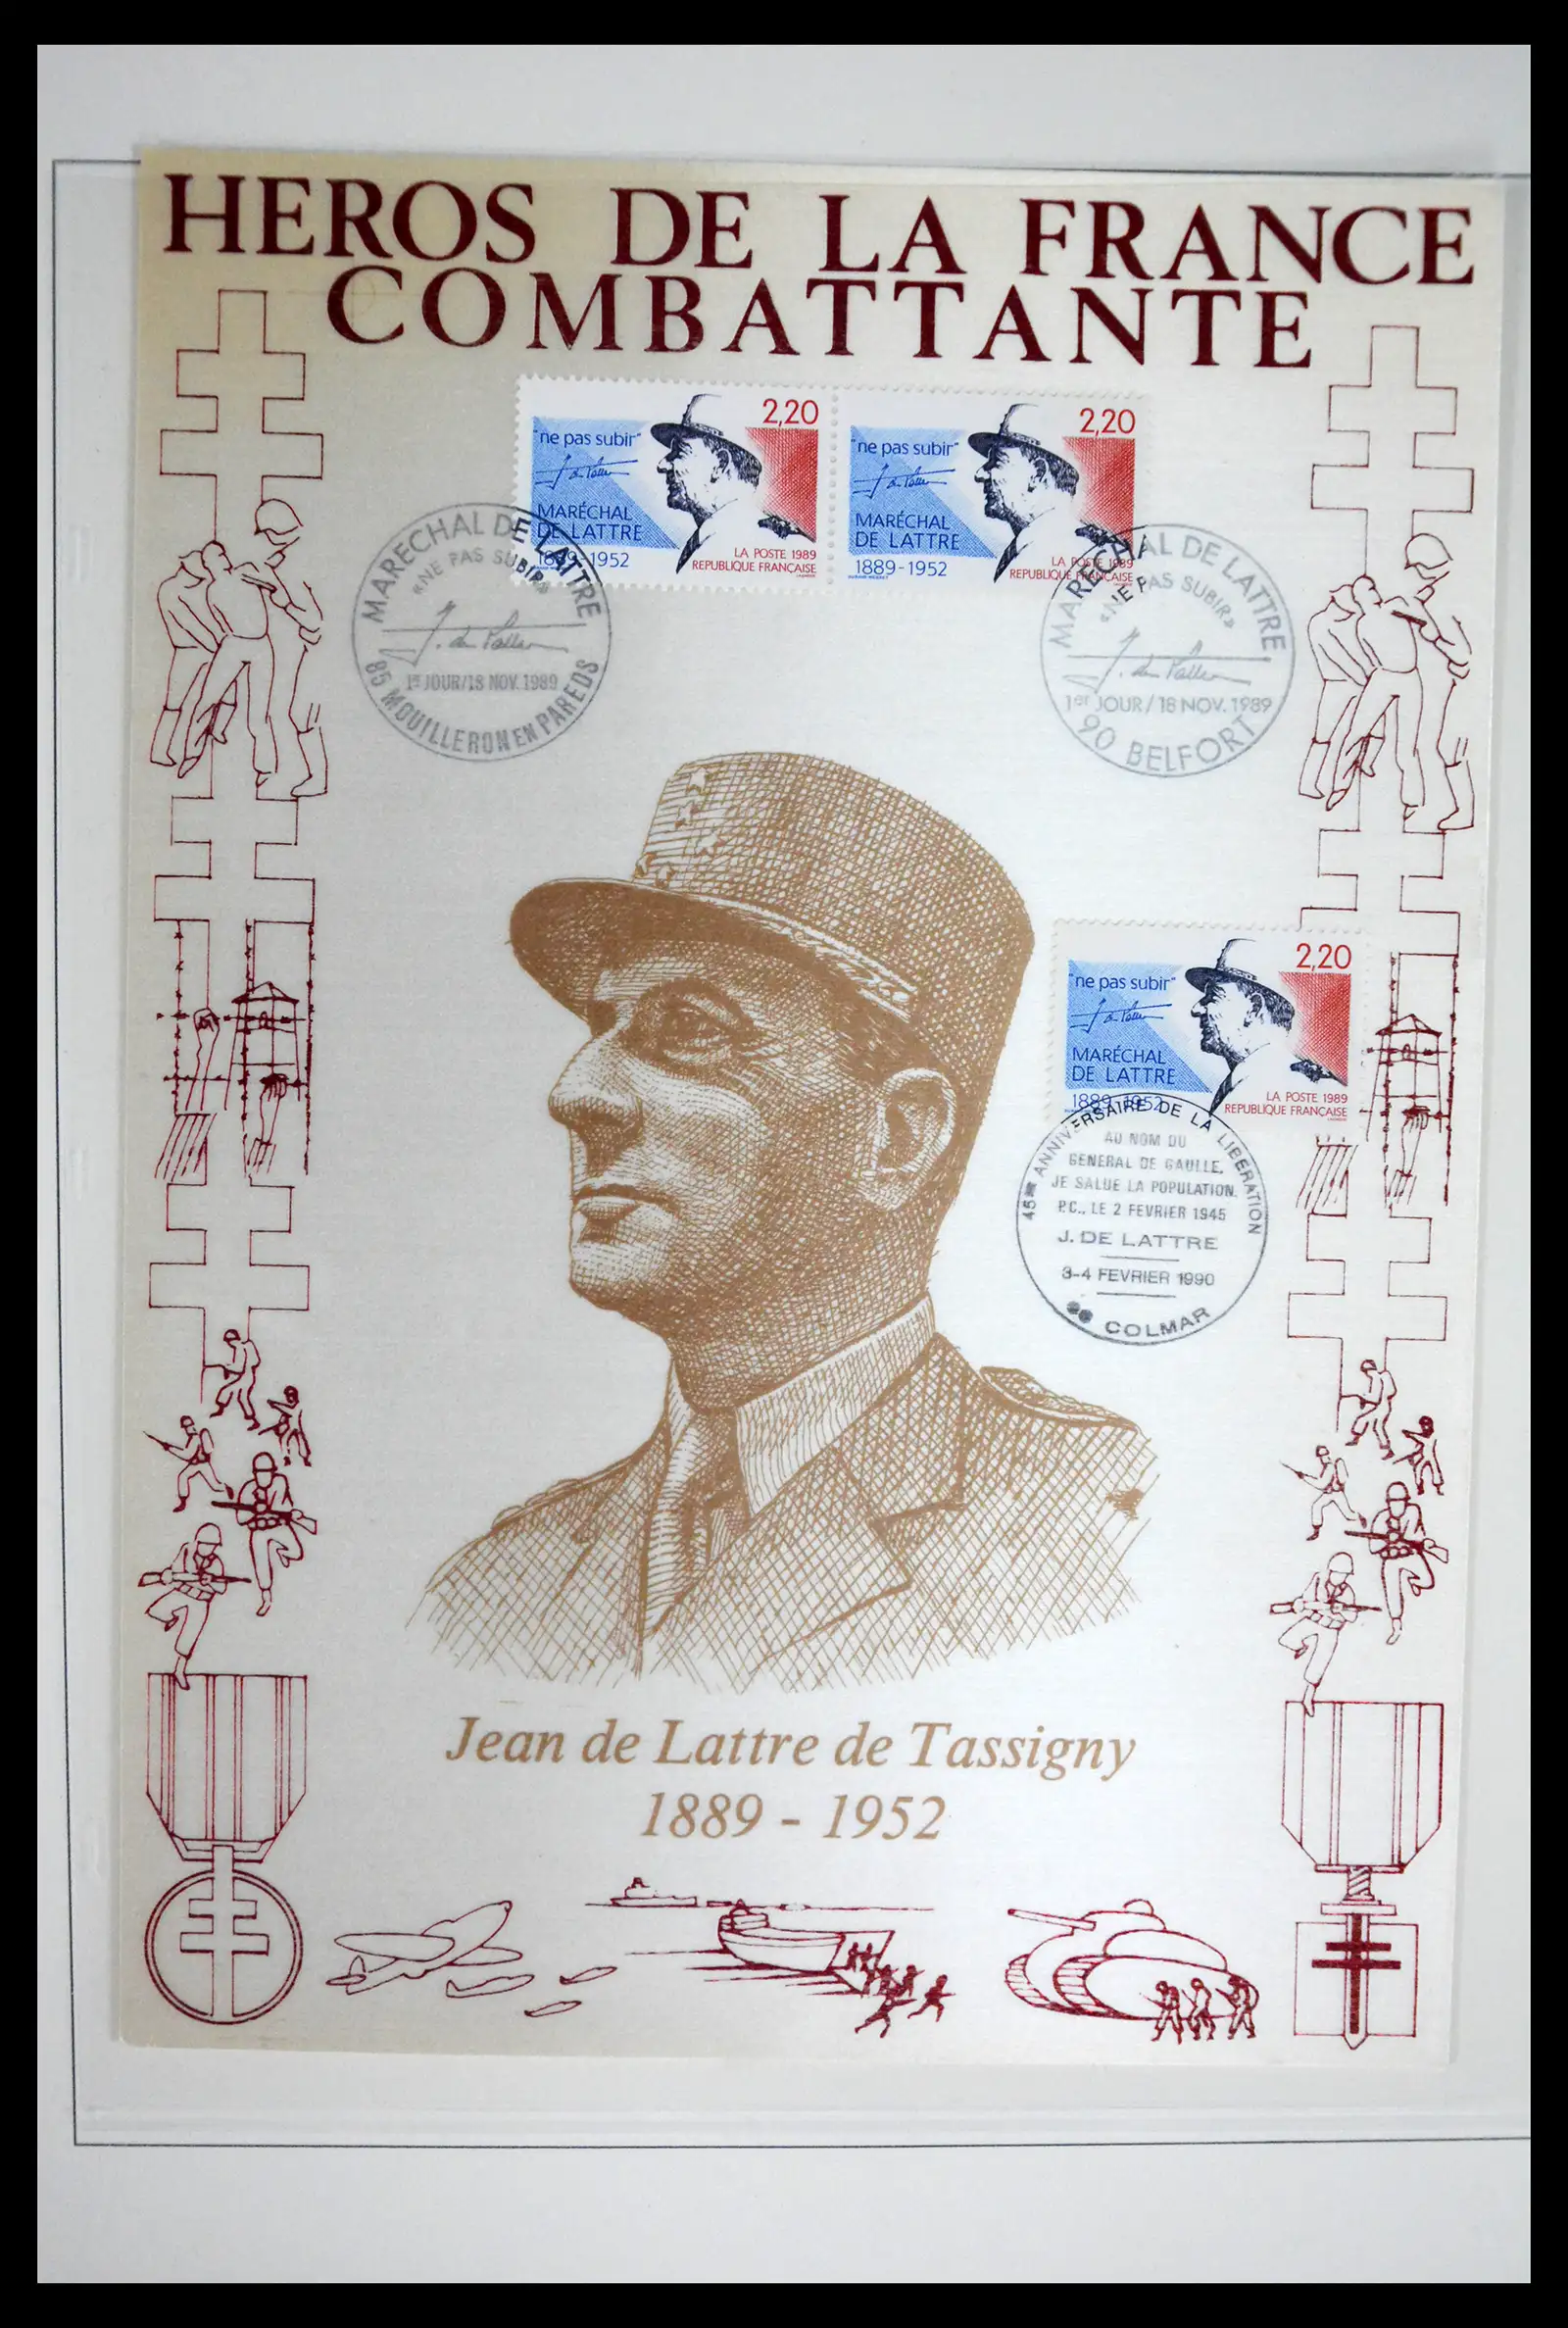 HEROS DE LA FRANCE
COMBATTANTE
2,20
"ne pas subir"
MARÉCHAL
DE LATTRE
1889-1952
LA POSTE 1989
REPUBLIQUE FRANÇAISE
2,20
"ne pas subir"
MARÉCHAL
DE LATTRE
1889-1952
LA POSTE 1989
REPUBLIQUE FRANÇAISE
MARECHAL DE LATTRE
«NE PAS SUBIR»
1er JOUR/18 NOV. 1989
85 MOUILLERON EN PAREDS
MARECHAL DE LATTRE
«NE PAS SUBIR»
1er JOUR/18 NOV. 1989
90 BELFORT
2,20
"ne pas subir"
MARÉCHAL
DE LATTRE
1889-1952
LA POSTE 1989
REPUBLIQUE FRANÇAISE
45 ANNIVERSAIRE DE LA LIBERATION
AU NOM DU
GENERAL DE GAULLE,
JE SALUE LA POPULATION.
P.C., LE 2 FEVRIER 1945
J. DE LATTRE
3-4 FEVRIER 1990
COLMAR
Jean de Lattre de Tassigny
1889 - 1952